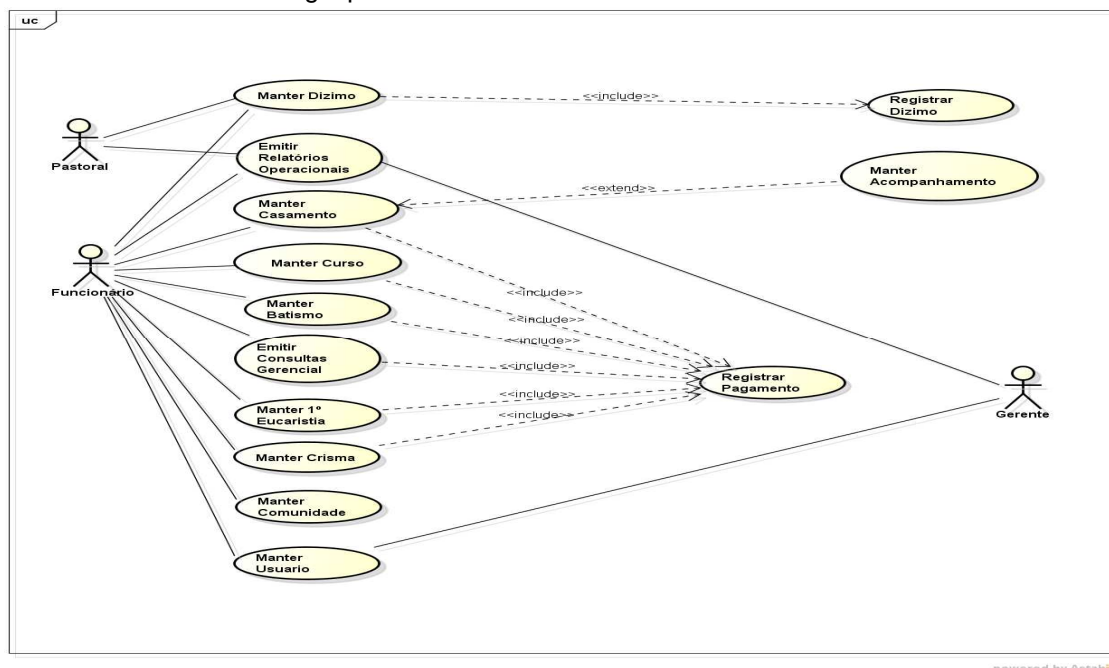 uc
Manter Dizimo
<<include>>
Registrar
Dizimo
Pastoral
Emitir
Relatórios
Operacionais
Manter
Acompanhamento
<<extend>>
Manter
Casamento
Funcionário
Manter Curso
<<include>>
<<include>>
Manter
Batismo
<<include>>
Emitir
Consultas
Gerencial
<<include>>
Registrar
Pagamento
<<include>>
Manter 1º
Eucaristia
<<include>>
Gerente
Manter Crisma
Manter
Comunidade
Manter
Usuario